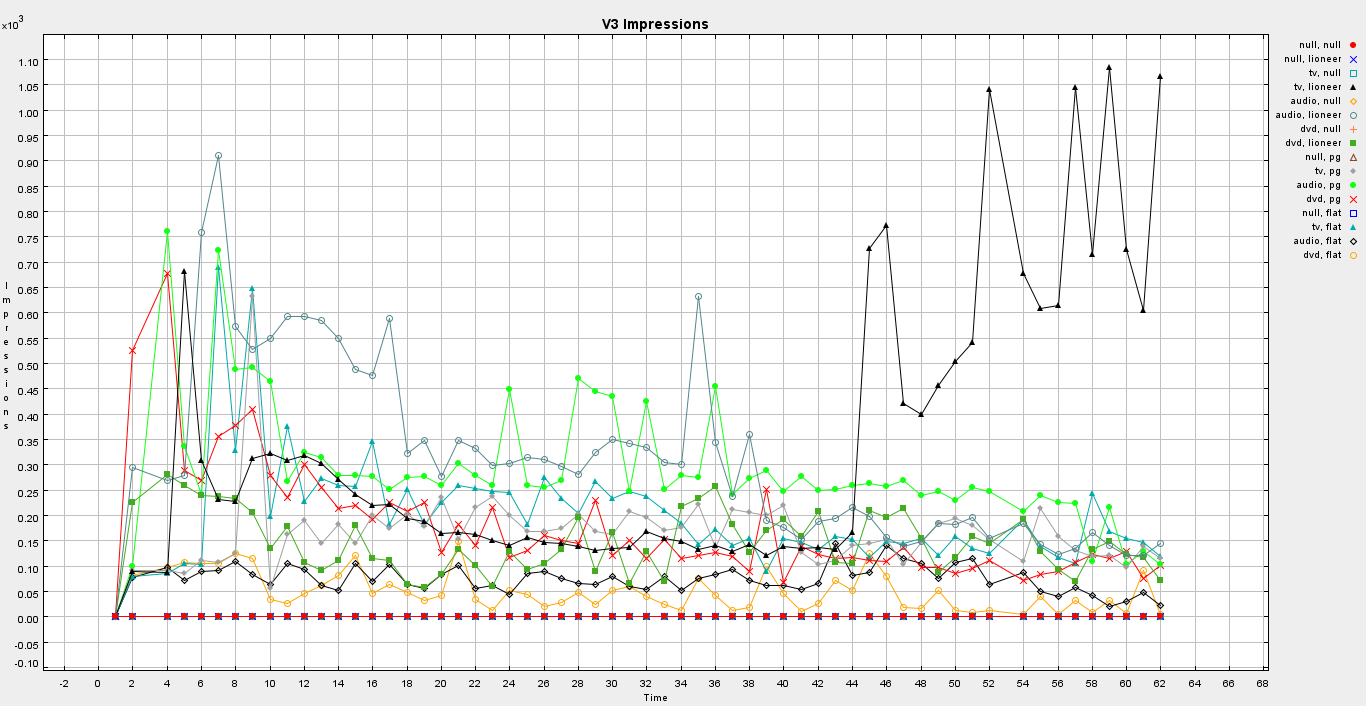 V3 Impressions
×10³
1.10
1.05
1.00
0.95
0.90
0.85
0.80
0.75
0.70
0.65
0.60
0.55
0.50
0.45
0.40
0.35
0.30
0.25
0.20
0.15
0.10
0.05
0.00
-0.05
-0.10
Impressions
-2 0 2 4 6 8 10 12 14 16 18 20 22 24 26 28 30 32 34 36 38 40 42 44 46 48 50 52 54 56 58 60 62 64 66 68
Time
null, null
null, lioneer
tv, null
tv, lioneer
audio, null
audio, lioneer
dvd, null
dvd, lioneer
null, pg
tv, pg
audio, pg
dvd, pg
null, flat
tv, flat
audio, flat
dvd, flat